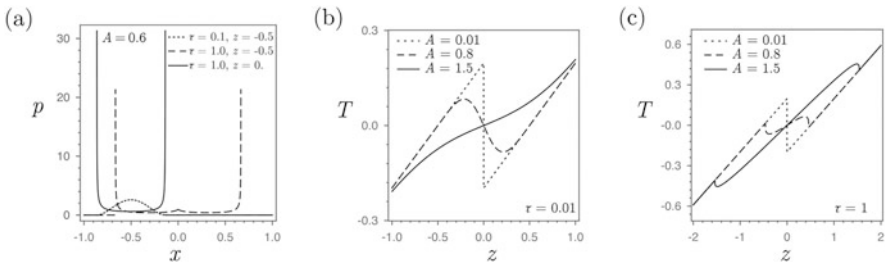 (a)
30
20
10
0
p
A = 0.6
τ = 0.1, z = -0.5
τ = 1.0, z = -0.5
τ = 1.0, z = 0.
-1.0 -0.5 0.0 0.5 1.0
x
(b)
0.3
-0.0
-0.3
T
A = 0.01
A = 0.8
A = 1.5
τ = 0.01
-1.0 -0.5 0.0 0.5 1.0
z
(c)
0.6
0.3
-0.0
-0.3
-0.6
T
A = 0.01
A = 0.8
A = 1.5
τ = 1
-2 -1 0 1 2
z